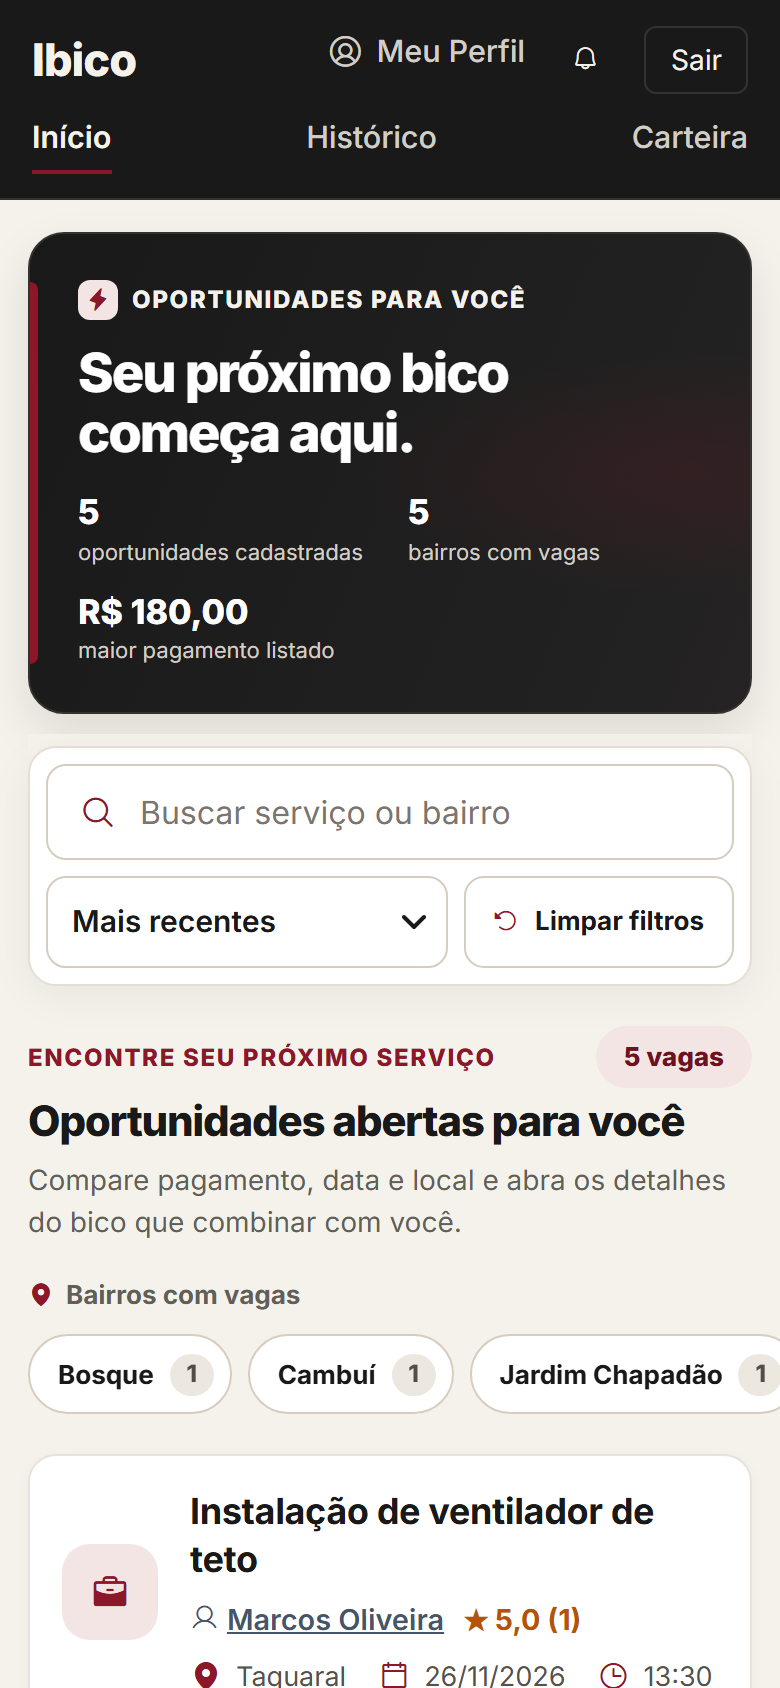 Ibico
Meu Perfil
Sair
Início
Histórico
Carteira
OPORTUNIDADES PARA VOCÊ
Seu próximo bico
começa aqui.
5
oportunidades cadastradas
5
bairros com vagas
R$ 180,00
maior pagamento listado
Buscar serviço ou bairro
Mais recentes
Limpar filtros
ENCONTRE SEU PRÓXIMO SERVIÇO
5 vagas
Oportunidades abertas para você
Compare pagamento, data e local e abra os detalhes
do bico que combinar com você.
Bairros com vagas
Bosque 1
Cambuí 1
Jardim Chapadão 1
Instalação de ventilador de
teto
Marcos Oliveira ★ 5,0 (1)
Taquaral 26/11/2026 13:30